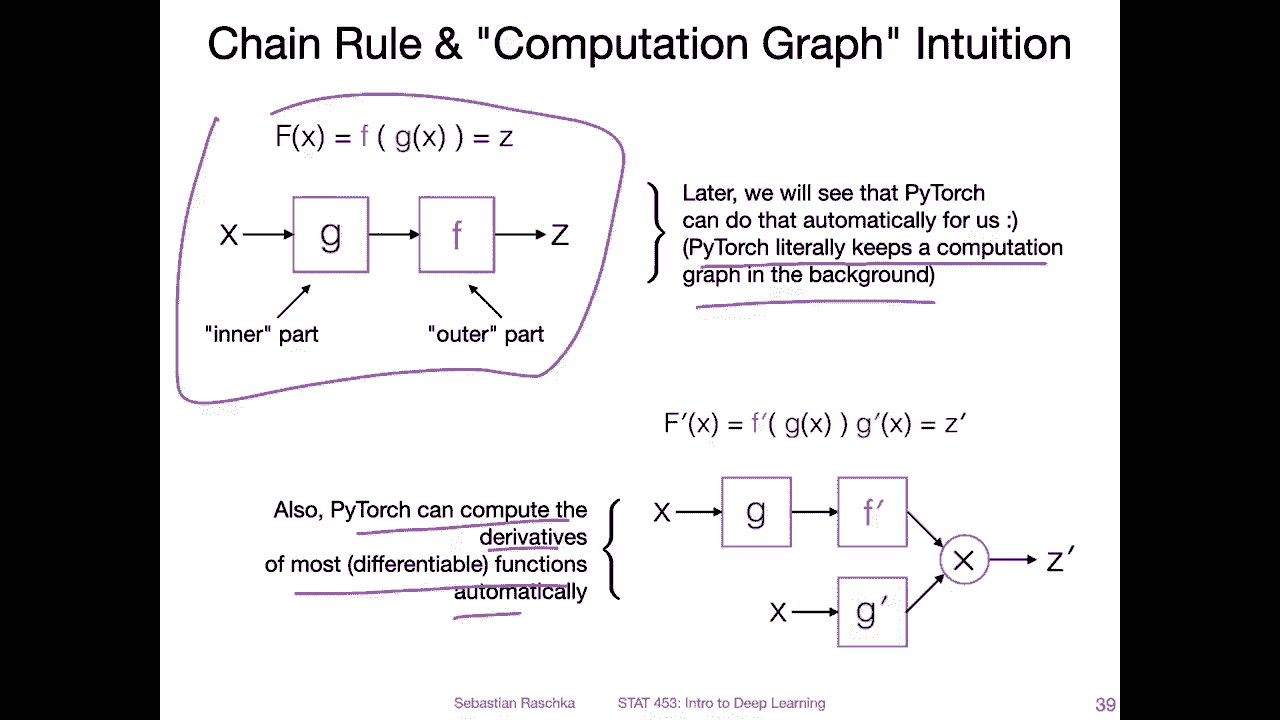 Chain Rule & "Computation Graph" Intuition
F(x) = f ( g(x) ) = z
x
g
f
z
"inner" part
"outer" part
Later, we will see that PyTorch
can do that automatically for us :)
(PyTorch literally keeps a computation
graph in the background)
F′(x) = f′( g(x) ) g′(x) = z′
Also, PyTorch can compute the
derivatives
of most (differentiable) functions
automatically
x
g
f′
×
z′
x
g′
Sebastian Raschka STAT 453: Intro to Deep Learning 39